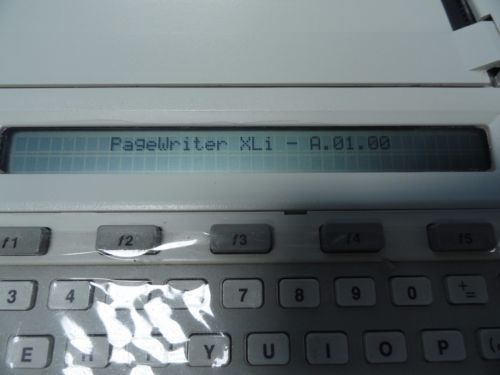 PageWriter XLi - A.01.00
f1 f2 f3 f4 f5
3 4 7 8 9 0 + =
E Y U I O P